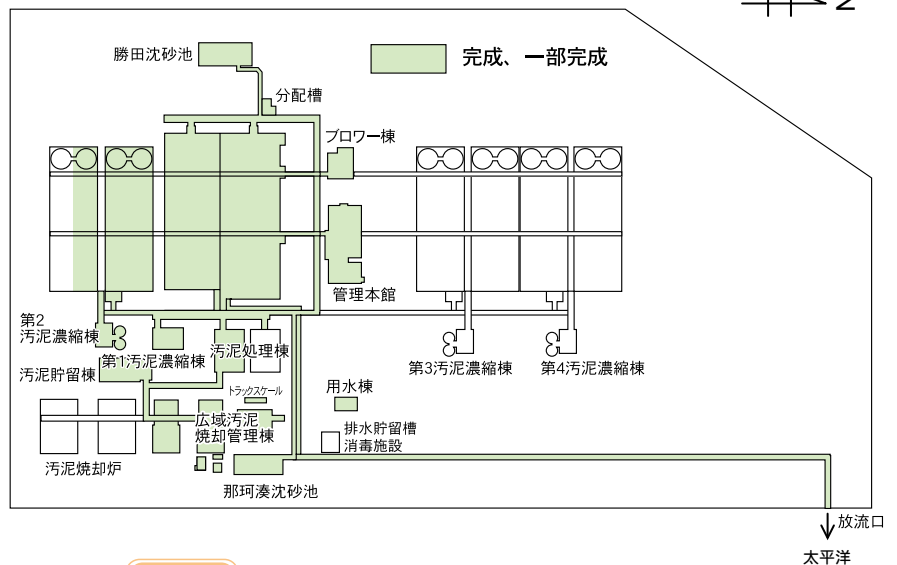 N
勝田沈砂池
完成、一部完成
分配槽
ブロワー棟
管理本館
第2
汚泥濃縮棟
第1汚泥濃縮棟
汚泥処理棟
第3汚泥濃縮棟
第4汚泥濃縮棟
汚泥貯留棟
トラックスケール
用水棟
広域汚泥
焼却管理棟
排水貯留槽
消毒施設
汚泥焼却炉
那珂湊沈砂池
放流口
太平洋